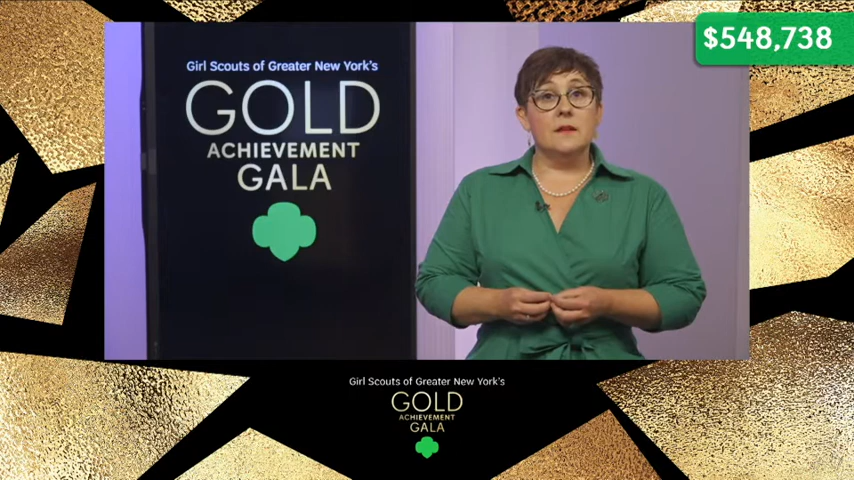 $548,738
Girl Scouts of Greater New York's
GOLD
ACHIEVEMENT
GALA
Girl Scouts of Greater New York's
GOLD
ACHIEVEMENT
GALA